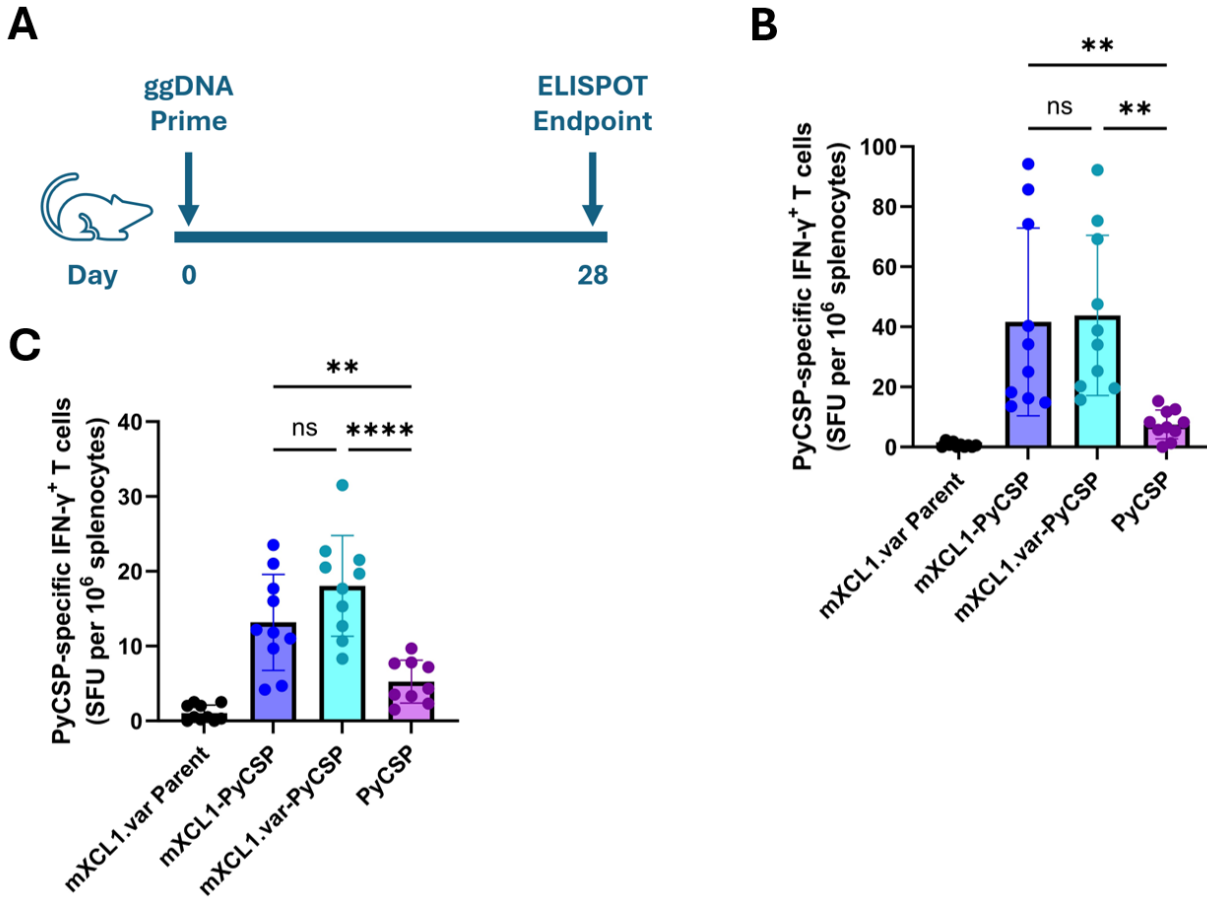 A
ggDNA
Prime
ELISPOT
Endpoint
Day
0
28
B
**
ns
**
PyCSP-specific IFN-γ⁺ T cells
(SFU per 10⁶ splenocytes)
100
80
60
40
20
0
mXCL1.var Parent
mXCL1-PyCSP
mXCL1.var-PyCSP
PyCSP
C
**
ns
****
PyCSP-specific IFN-γ⁺ T cells
(SFU per 10⁶ splenocytes)
40
30
20
10
0
mXCL1.var Parent
mXCL1-PyCSP
mXCL1.var-PyCSP
PyCSP